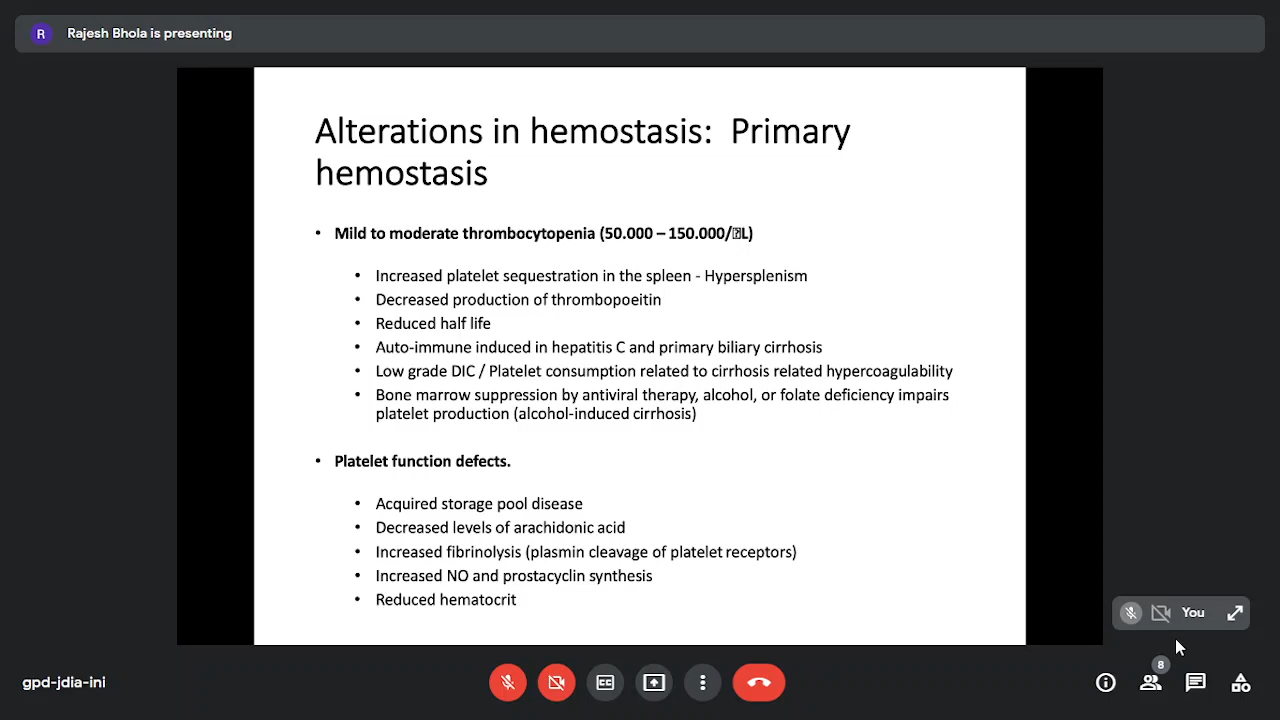 R
Rajesh Bhola is presenting
Alterations in hemostasis: Primary
hemostasis
• Mild to moderate thrombocytopenia (50.000 – 150.000/�L)
• Increased platelet sequestration in the spleen - Hypersplenism
• Decreased production of thrombopoeitin
• Reduced half life
• Auto-immune induced in hepatitis C and primary biliary cirrhosis
• Low grade DIC / Platelet consumption related to cirrhosis related hypercoagulability
• Bone marrow suppression by antiviral therapy, alcohol, or folate deficiency impairs
platelet production (alcohol-induced cirrhosis)
• Platelet function defects.
• Acquired storage pool disease
• Decreased levels of arachidonic acid
• Increased fibrinolysis (plasmin cleavage of platelet receptors)
• Increased NO and prostacyclin synthesis
• Reduced hematocrit
You
8
gpd-jdia-ini
CC